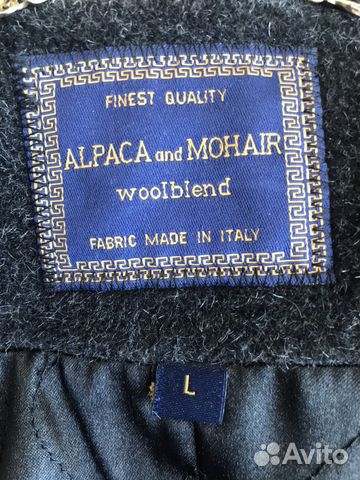 FINEST QUALITY
ALPACA and MOHAIR
woolblend
FABRIC MADE IN ITALY
L
Avito